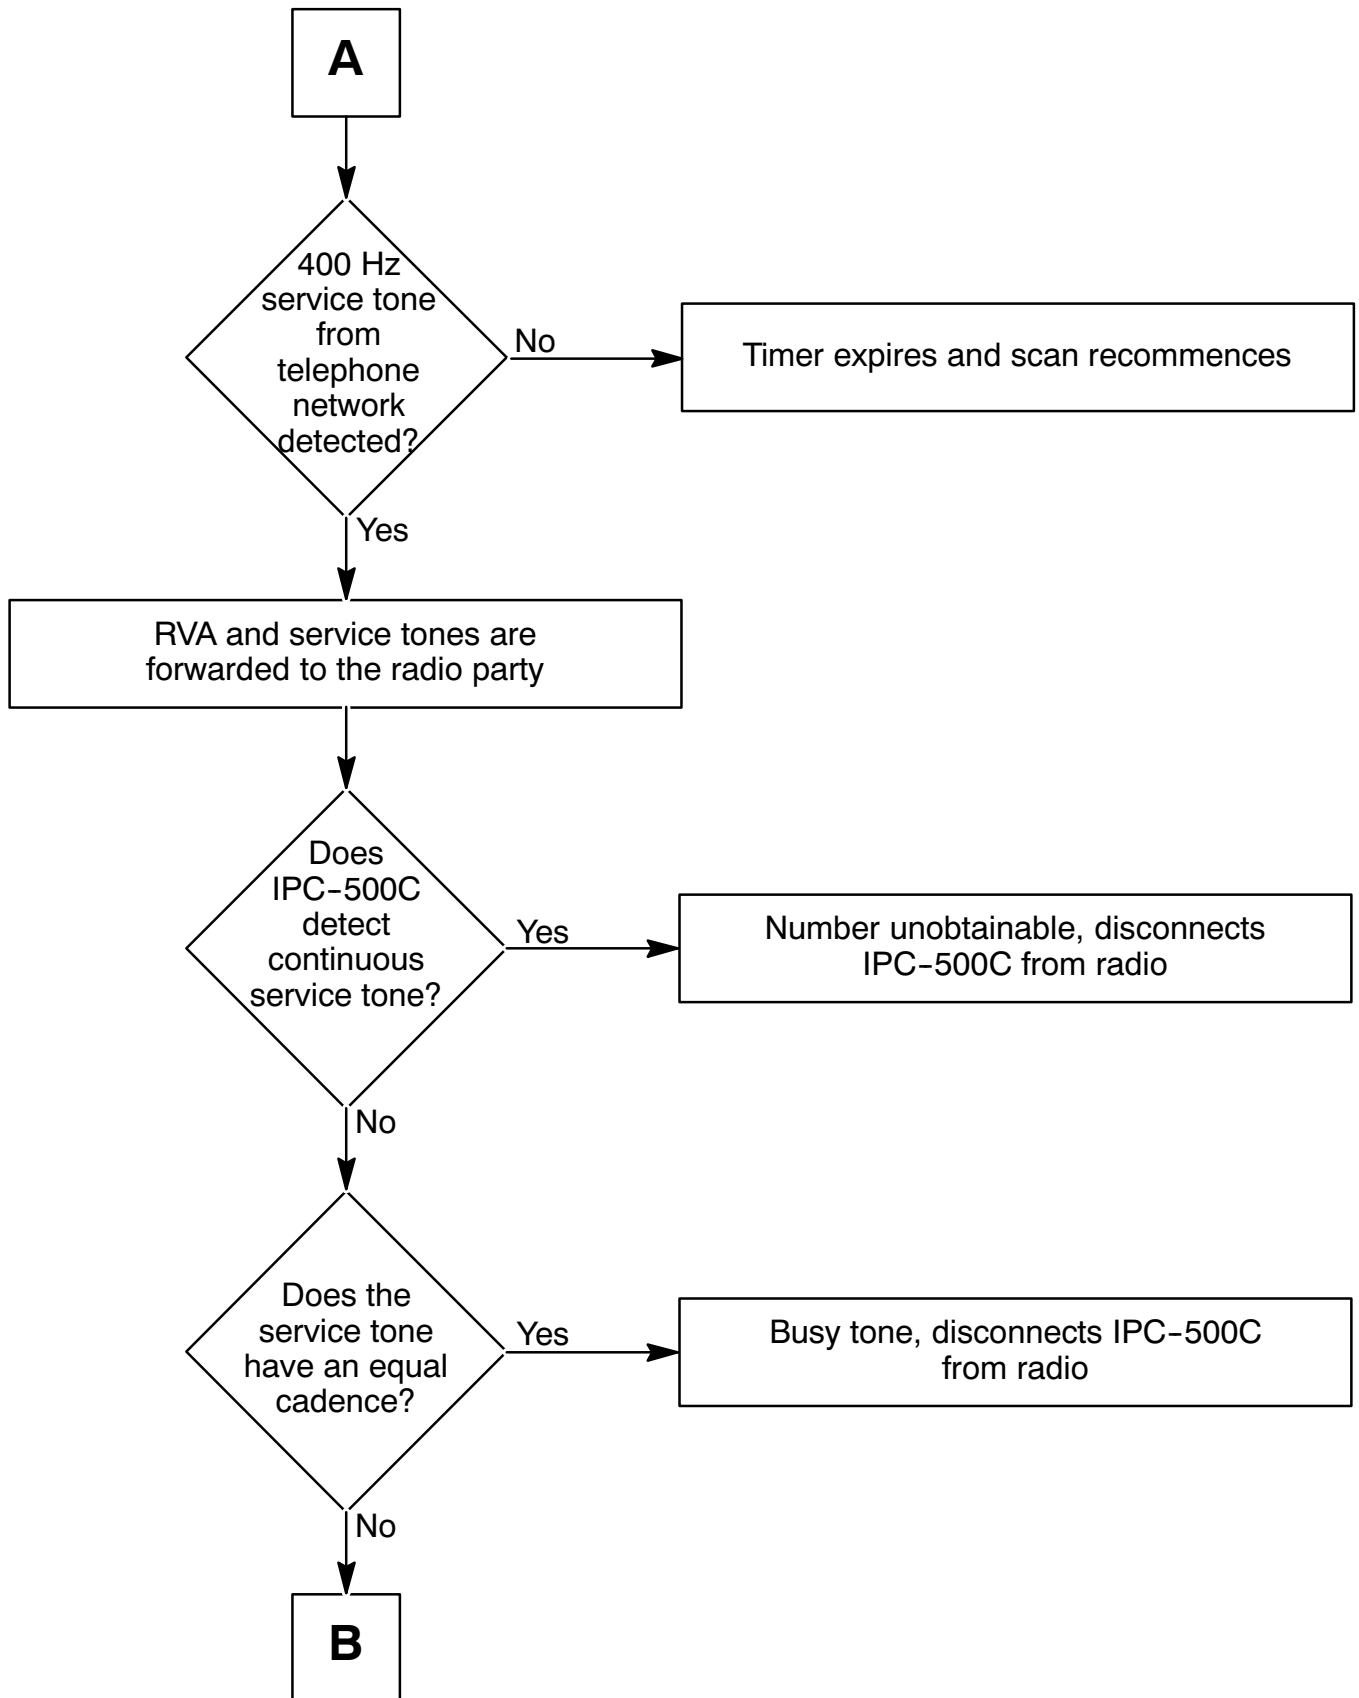 A
400 Hz
service tone
from
telephone
network
detected?
No
Timer expires and scan recommences
Yes
RVA and service tones are
forwarded to the radio party
Does
IPC-500C
detect
continuous
service tone?
Yes
Number unobtainable, disconnects
IPC-500C from radio
No
Does the
service tone
have an equal
cadence?
Yes
Busy tone, disconnects IPC-500C
from radio
No
B